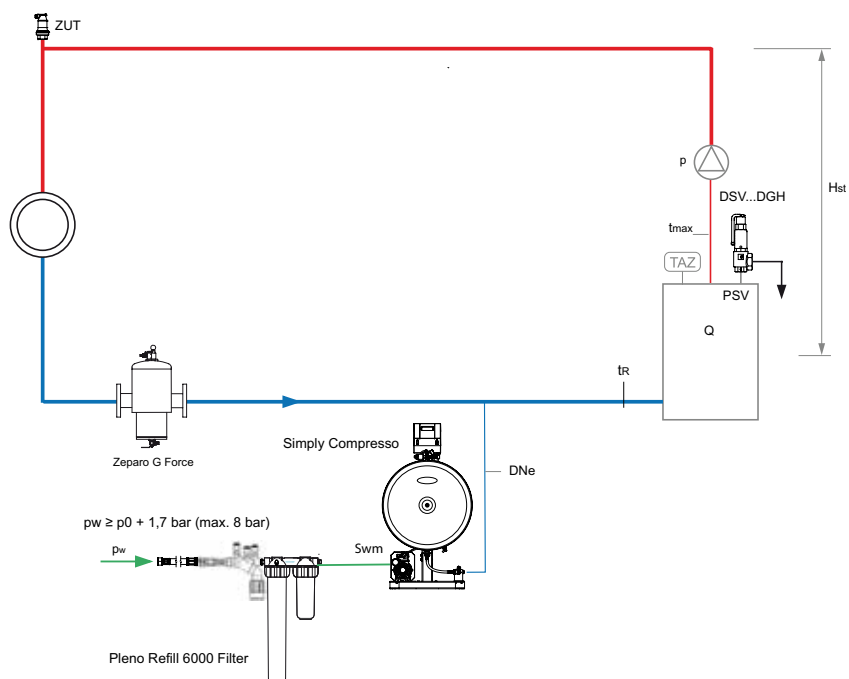 ZUT
p
Hst
DSV...DGH
tmax
TAZ
PSV
Q
tR
Simply Compresso
Zeparo G Force
DNe
pw ≥ p0 + 1,7 bar (max. 8 bar)
Swm
pw
Pleno Refill 6000 Filter